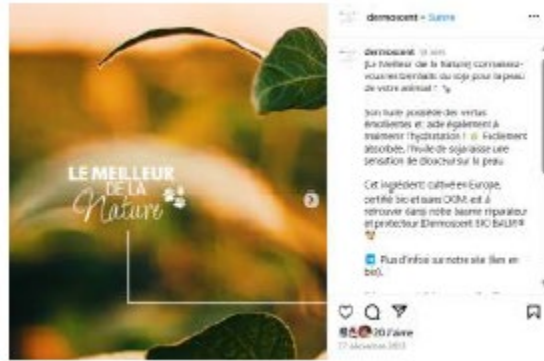 LE MEILLEUR
DE LA
Nature
dermoscent • Suivre
dermoscent
[Le Meilleur de la Nature] connaissez-
vous les bienfaits du soja pour la peau
de votre animal ?
Son huile possède des vertus
émollientes et aide également à
maintenir l'hydratation ! Facilement
absorbée, l'huile de soja laisse une
sensation de douceur sur la peau.
Cet ingrédient cultivé en Europe,
certifié bio et sans OGM, est à
retrouver dans notre baume réparateur
et protecteur [Dermoscent BIO BALM®
Plus d'infos sur notre site (lien en
bio).
20 J'aime